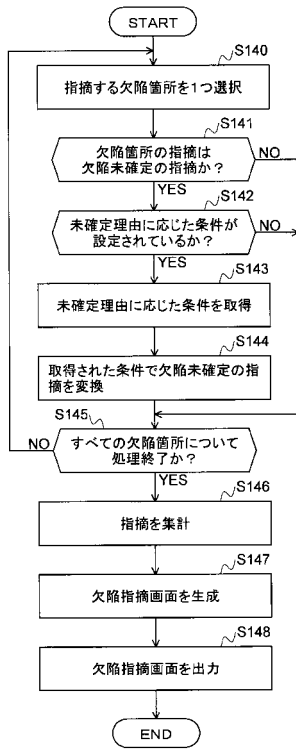 START
S140
指摘する欠陥箇所を1つ選択
S141
欠陥箇所の指摘は
欠陥未確定の指摘か？
NO
YES
S142
未確定理由に応じた条件が
設定されているか？
NO
YES
S143
未確定理由に応じた条件を取得
S144
取得された条件で欠陥未確定の指
摘を変換
S145
すべての欠陥箇所について
処理終了か？
NO
YES
S146
指摘を集計
S147
欠陥指摘画面を生成
S148
欠陥指摘画面を出力
END